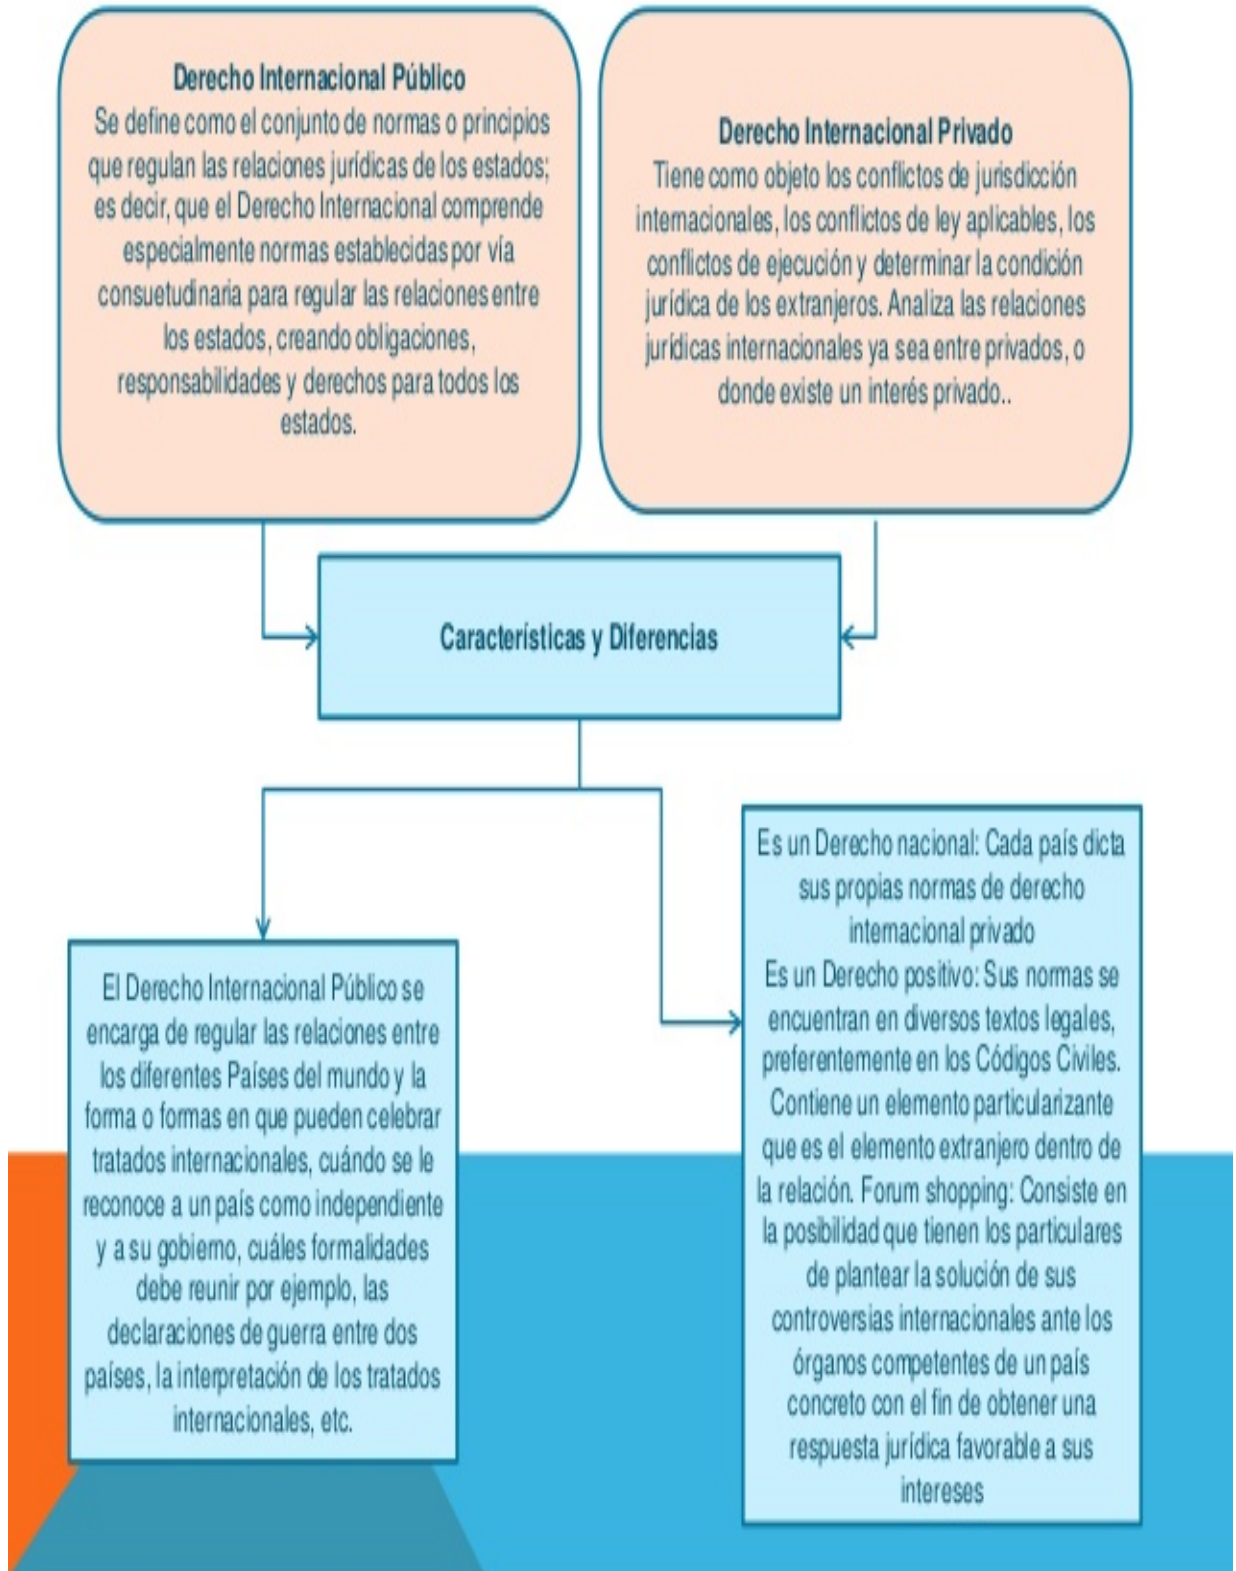 Derecho Internacional Público
Se define como el conjunto de normas o principios
que regulan las relaciones jurídicas de los estados;
es decir, que el Derecho Internacional comprende
especialmente normas establecidas por vía
consuetudinaria para regular las relaciones entre
los estados, creando obligaciones,
responsabilidades y derechos para todos los
estados.
Derecho Internacional Privado
Tiene como objeto los conflictos de jurisdicción
internacionales, los conflictos de ley aplicables, los
conflictos de ejecución y determinar la condición
jurídica de los extranjeros. Analiza las relaciones
jurídicas internacionales ya sea entre privados, o
donde existe un interés privado..
Características y Diferencias
El Derecho Internacional Público se
encarga de regular las relaciones entre
los diferentes Países del mundo y la
forma o formas en que pueden celebrar
tratados internacionales, cuándo se le
reconoce a un país como independiente
y a su gobierno, cuáles formalidades
debe reunir por ejemplo, las
declaraciones de guerra entre dos
países, la interpretación de los tratados
internacionales, etc.
Es un Derecho nacional: Cada país dicta
sus propias normas de derecho
internacional privado
Es un Derecho positivo: Sus normas se
encuentran en diversos textos legales,
preferentemente en los Códigos Civiles.
Contiene un elemento particularizante
que es el elemento extranjero dentro de
la relación. Forum shopping: Consiste en
la posibilidad que tienen los particulares
de plantear la solución de sus
controversias internacionales ante los
órganos competentes de un país
concreto con el fin de obtener una
respuesta jurídica favorable a sus
intereses